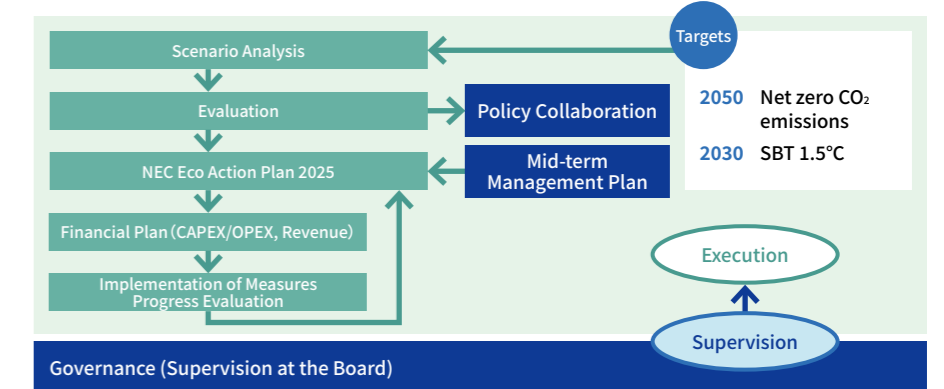 Targets
Scenario Analysis
Evaluation
Policy Collaboration
2050 Net zero CO₂
emissions
2030 SBT 1.5℃
NEC Eco Action Plan 2025
Mid-term
Management Plan
Financial Plan（CAPEX/OPEX, Revenue）
Implementation of Measures
Progress Evaluation
Execution
Supervision
Governance (Supervision at the Board)